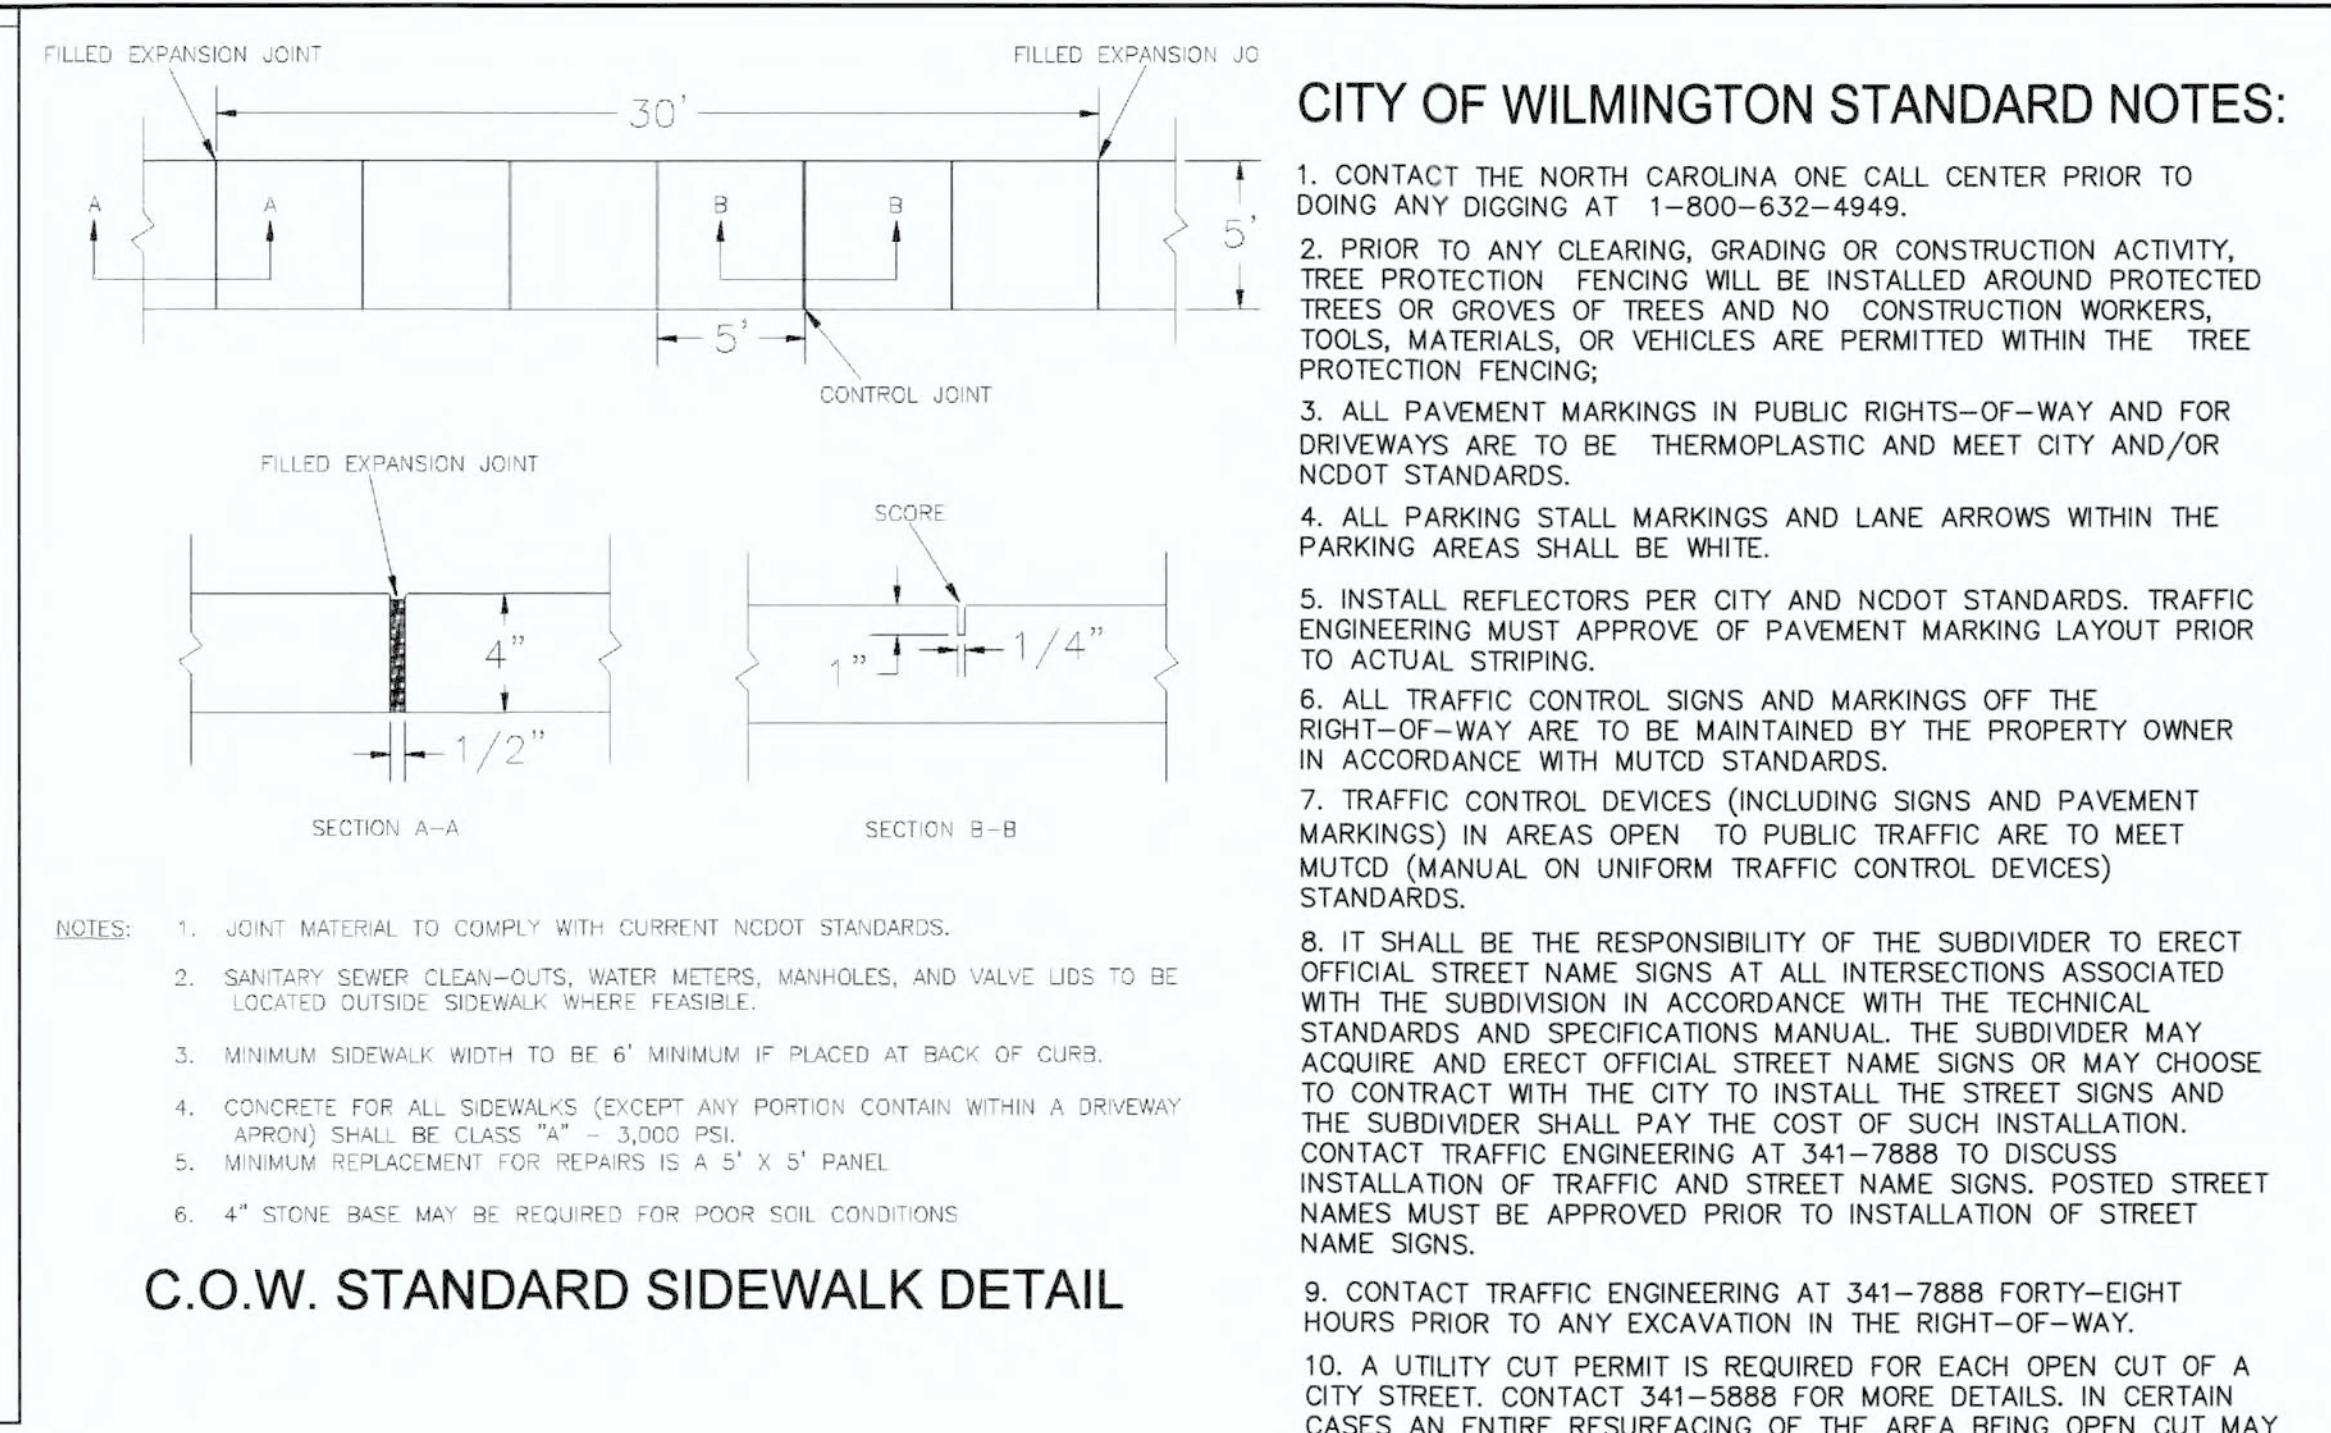 FILLED EXPANSION JOINT
FILLED EXPANSION JO
30'
A
A
B
B
5'
5'
CONTROL JOINT
FILLED EXPANSION JOINT
SCORE
4"
1"
1/4"
1/2"
SECTION A-A
SECTION B-B
NOTES:
1. JOINT MATERIAL TO COMPLY WITH CURRENT NCDOT STANDARDS.
2. SANITARY SEWER CLEAN-OUTS, WATER METERS, MANHOLES, AND VALVE LIDS TO BE
LOCATED OUTSIDE SIDEWALK WHERE FEASIBLE.
3. MINIMUM SIDEWALK WIDTH TO BE 6' MINIMUM IF PLACED AT BACK OF CURB.
4. CONCRETE FOR ALL SIDEWALKS (EXCEPT ANY PORTION CONTAIN WITHIN A DRIVEWAY
APRON) SHALL BE CLASS "A" - 3,000 PSI.
5. MINIMUM REPLACEMENT FOR REPAIRS IS A 5' X 5' PANEL
6. 4" STONE BASE MAY BE REQUIRED FOR POOR SOIL CONDITIONS
C.O.W. STANDARD SIDEWALK DETAIL
CITY OF WILMINGTON STANDARD NOTES:
1. CONTACT THE NORTH CAROLINA ONE CALL CENTER PRIOR TO
DOING ANY DIGGING AT 1-800-632-4949.
2. PRIOR TO ANY CLEARING, GRADING OR CONSTRUCTION ACTIVITY,
TREE PROTECTION FENCING WILL BE INSTALLED AROUND PROTECTED
TREES OR GROVES OF TREES AND NO CONSTRUCTION WORKERS,
TOOLS, MATERIALS, OR VEHICLES ARE PERMITTED WITHIN THE TREE
PROTECTION FENCING;
3. ALL PAVEMENT MARKINGS IN PUBLIC RIGHTS-OF-WAY AND FOR
DRIVEWAYS ARE TO BE THERMOPLASTIC AND MEET CITY AND/OR
NCDOT STANDARDS.
4. ALL PARKING STALL MARKINGS AND LANE ARROWS WITHIN THE
PARKING AREAS SHALL BE WHITE.
5. INSTALL REFLECTORS PER CITY AND NCDOT STANDARDS. TRAFFIC
ENGINEERING MUST APPROVE OF PAVEMENT MARKING LAYOUT PRIOR
TO ACTUAL STRIPING.
6. ALL TRAFFIC CONTROL SIGNS AND MARKINGS OFF THE
RIGHT-OF-WAY ARE TO BE MAINTAINED BY THE PROPERTY OWNER
IN ACCORDANCE WITH MUTCD STANDARDS.
7. TRAFFIC CONTROL DEVICES (INCLUDING SIGNS AND PAVEMENT
MARKINGS) IN AREAS OPEN TO PUBLIC TRAFFIC ARE TO MEET
MUTCD (MANUAL ON UNIFORM TRAFFIC CONTROL DEVICES)
STANDARDS.
8. IT SHALL BE THE RESPONSIBILITY OF THE SUBDIVIDER TO ERECT
OFFICIAL STREET NAME SIGNS AT ALL INTERSECTIONS ASSOCIATED
WITH THE SUBDIVISION IN ACCORDANCE WITH THE TECHNICAL
STANDARDS AND SPECIFICATIONS MANUAL. THE SUBDIVIDER MAY
ACQUIRE AND ERECT OFFICIAL STREET NAME SIGNS OR MAY CHOOSE
TO CONTRACT WITH THE CITY TO INSTALL THE STREET SIGNS AND
THE SUBDIVIDER SHALL PAY THE COST OF SUCH INSTALLATION.
CONTACT TRAFFIC ENGINEERING AT 341-7888 TO DISCUSS
INSTALLATION OF TRAFFIC AND STREET NAME SIGNS. POSTED STREET
NAMES MUST BE APPROVED PRIOR TO INSTALLATION OF STREET
NAME SIGNS.
9. CONTACT TRAFFIC ENGINEERING AT 341-7888 FORTY-EIGHT
HOURS PRIOR TO ANY EXCAVATION IN THE RIGHT-OF-WAY.
10. A UTILITY CUT PERMIT IS REQUIRED FOR EACH OPEN CUT OF A
CITY STREET. CONTACT 341-5888 FOR MORE DETAILS. IN CERTAIN
CASES AN ENTIRE RESURFACING OF THE AREA BEING OPEN CUT MAY